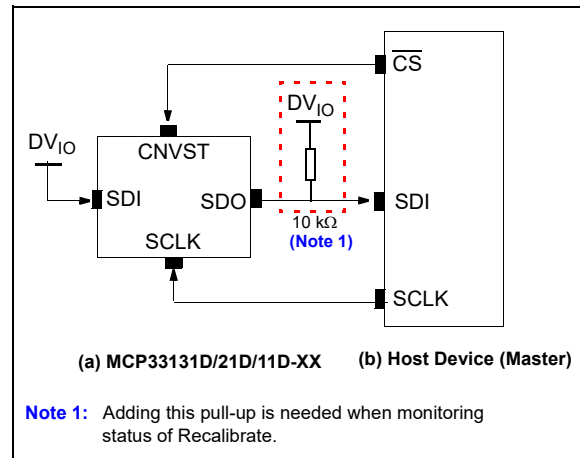 CS
DVIO
DVIO
CNVST
SDI
SDO
SDI
10 kΩ
(Note 1)
SCLK
SCLK
(a) MCP33131D/21D/11D-XX
(b) Host Device (Master)
Note 1: Adding this pull-up is needed when monitoring
status of Recalibrate.